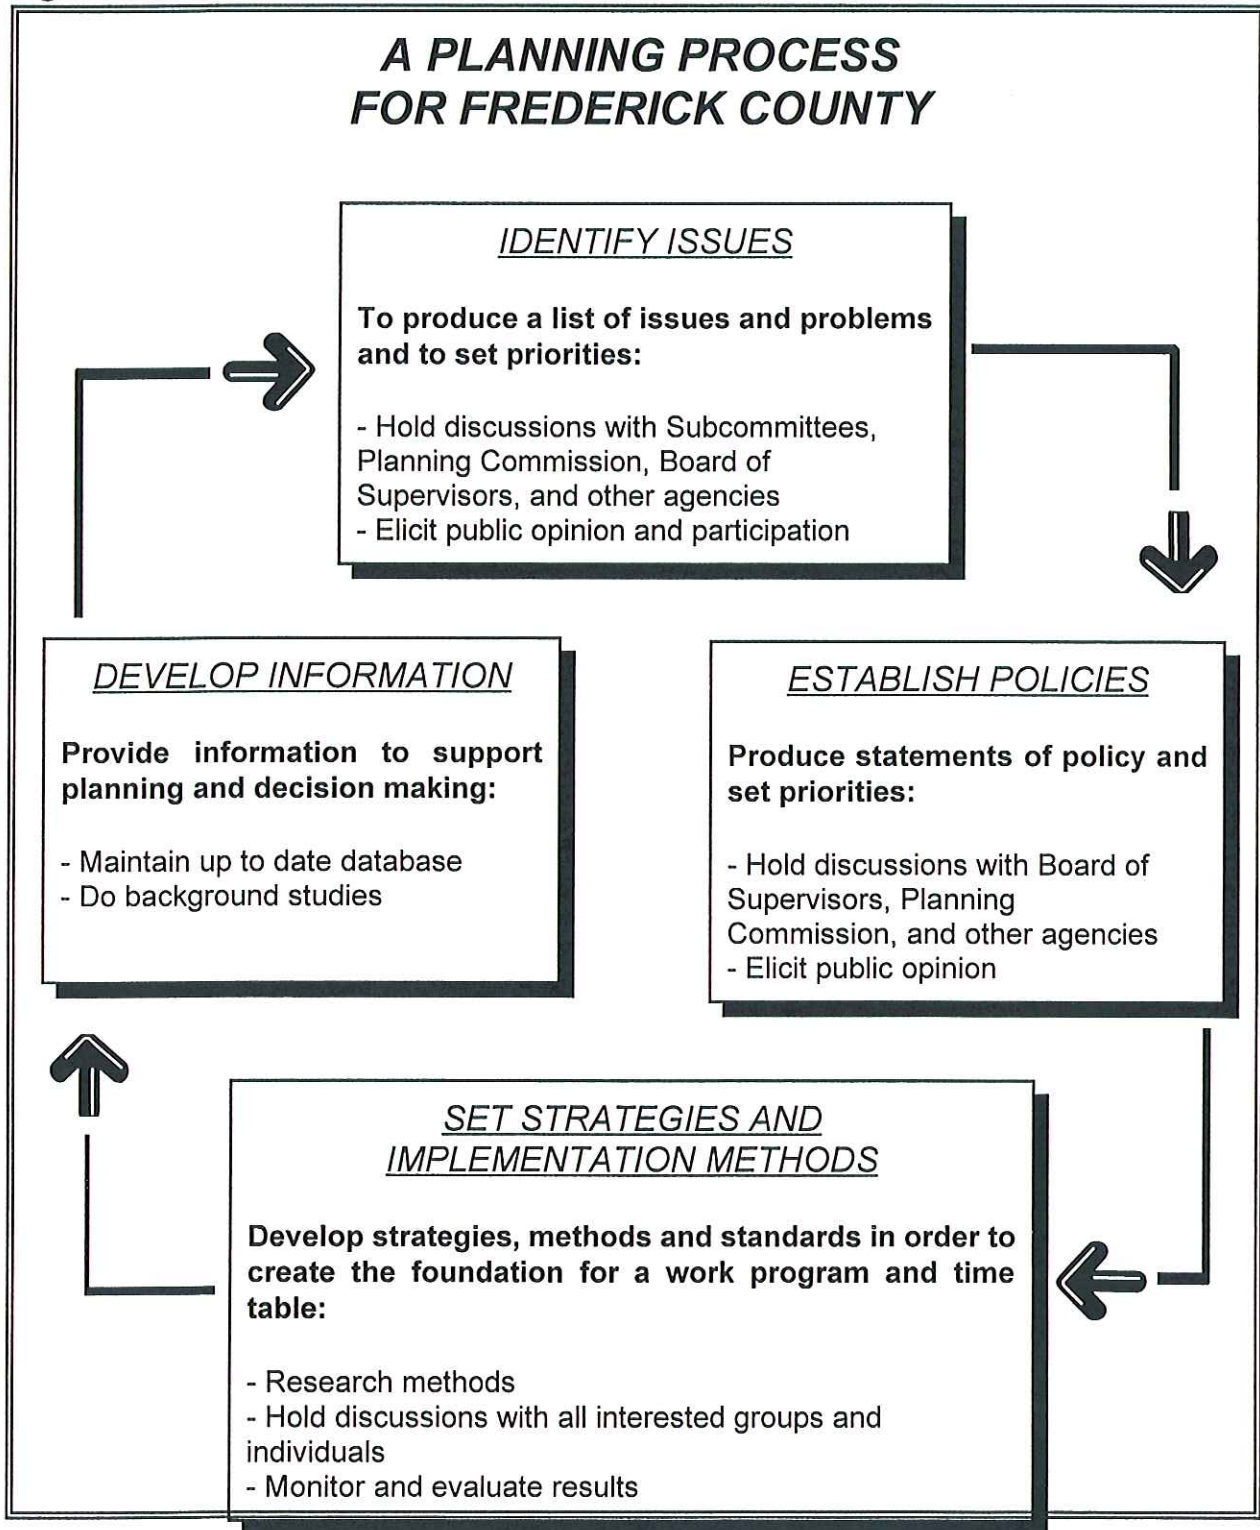 A PLANNING PROCESS
FOR FREDERICK COUNTY
IDENTIFY ISSUES
To produce a list of issues and problems
and to set priorities:
- Hold discussions with Subcommittees,
Planning Commission, Board of
Supervisors, and other agencies
- Elicit public opinion and participation
DEVELOP INFORMATION
Provide information to support
planning and decision making:
- Maintain up to date database
- Do background studies
ESTABLISH POLICIES
Produce statements of policy and
set priorities:
- Hold discussions with Board of
Supervisors, Planning
Commission, and other agencies
- Elicit public opinion
SET STRATEGIES AND
IMPLEMENTATION METHODS
Develop strategies, methods and standards in order to
create the foundation for a work program and time
table:
- Research methods
- Hold discussions with all interested groups and
individuals
- Monitor and evaluate results